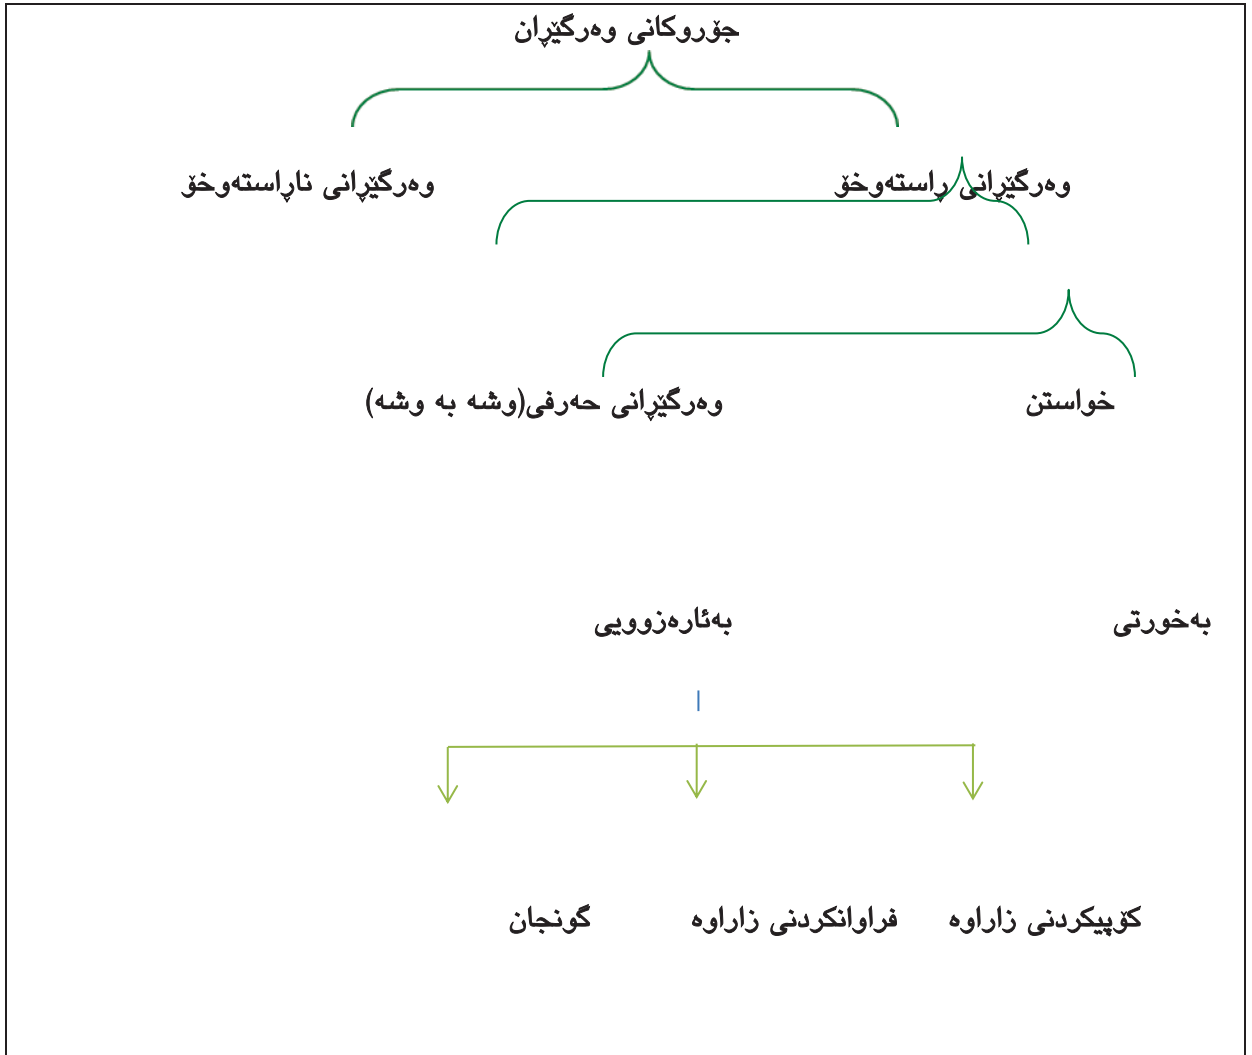 جۆروکانی وەرگێڕان
وەرگێڕانی ڕاستەوخۆ
وەرگێڕانی ناڕاستەوخۆ
خواستن
وەرگێڕانی حەرفی(وشە بە وشە)
بەخورتی
بەئارەزوویی
کۆپیکردنی زاراوە
فراوانکردنی زاراوە
گونجان